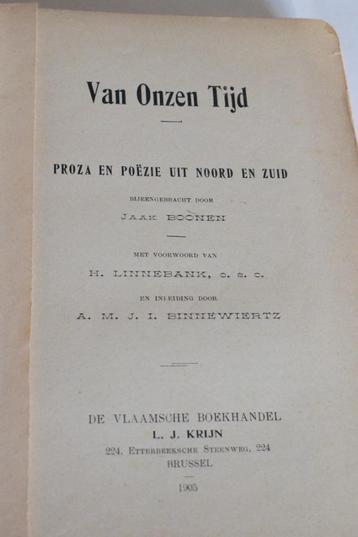 Van Onzen Tijd
PROZA EN POËZIE UIT NOORD EN ZUID
BIJEENGEBRACHT DOOR
JAAK BOONEN
MET VOORWOORD VAN
H. LINNEBANK, O. S. C.
EN INLEIDING DOOR
A. M. J. I. BINNEWIERTZ
DE VLAAMSCHE BOEKHANDEL
L. J. KRIJN
224, ETTERBEEKSCHE STEENWEG, 224
BRUSSEL
1905